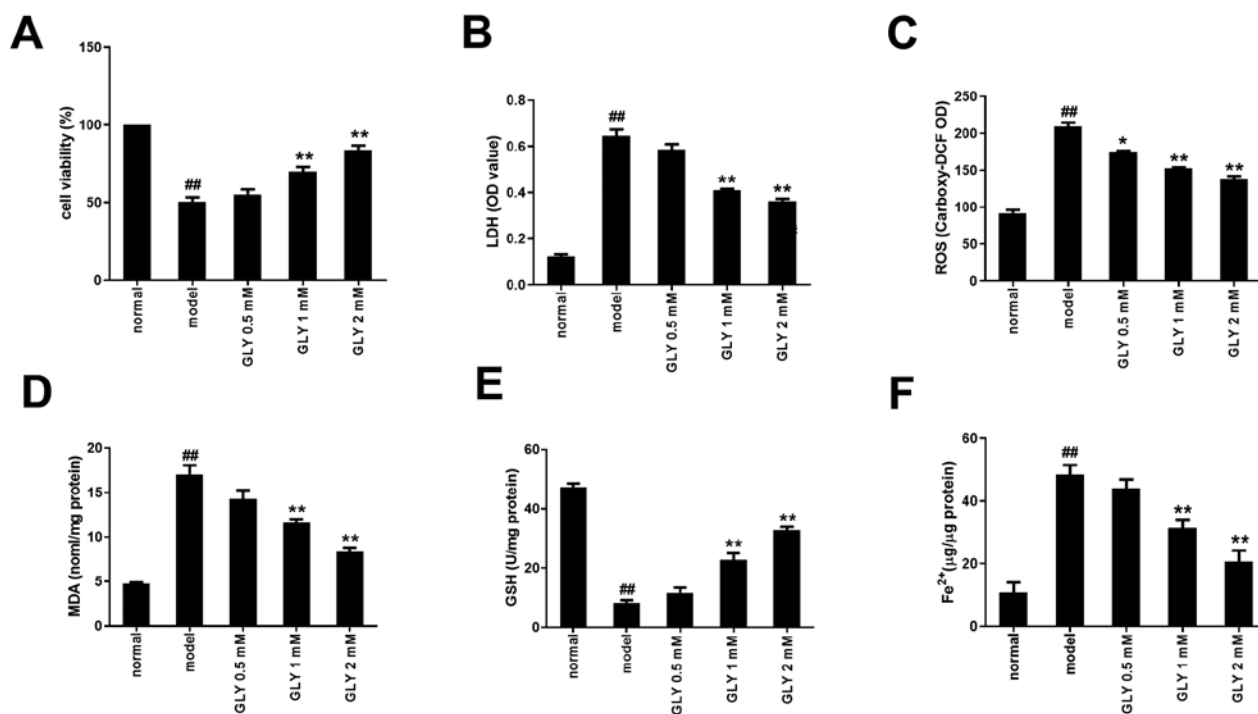 A
cell viability (%)
150
100
50
0
##
**
**
normal
model
GLY 0.5 mM
GLY 1 mM
GLY 2 mM
B
LDH (OD value)
0.8
0.6
0.4
0.2
0.0
##
**
**
normal
model
GLY 0.5 mM
GLY 1 mM
GLY 2 mM
C
ROS (Carboxy-DCF OD)
250
200
150
100
50
0
##
*
**
**
normal
model
GLY 0.5 mM
GLY 1 mM
GLY 2 mM
D
MDA (noml/mg protein)
20
15
10
5
0
##
**
**
normal
model
GLY 0.5 mM
GLY 1 mM
GLY 2 mM
E
GSH (U/mg protein)
60
40
20
0
##
**
**
normal
model
GLY 0.5 mM
GLY 1 mM
GLY 2 mM
F
Fe²⁺(μg/μg protein)
60
40
20
0
##
**
**
normal
model
GLY 0.5 mM
GLY 1 mM
GLY 2 mM